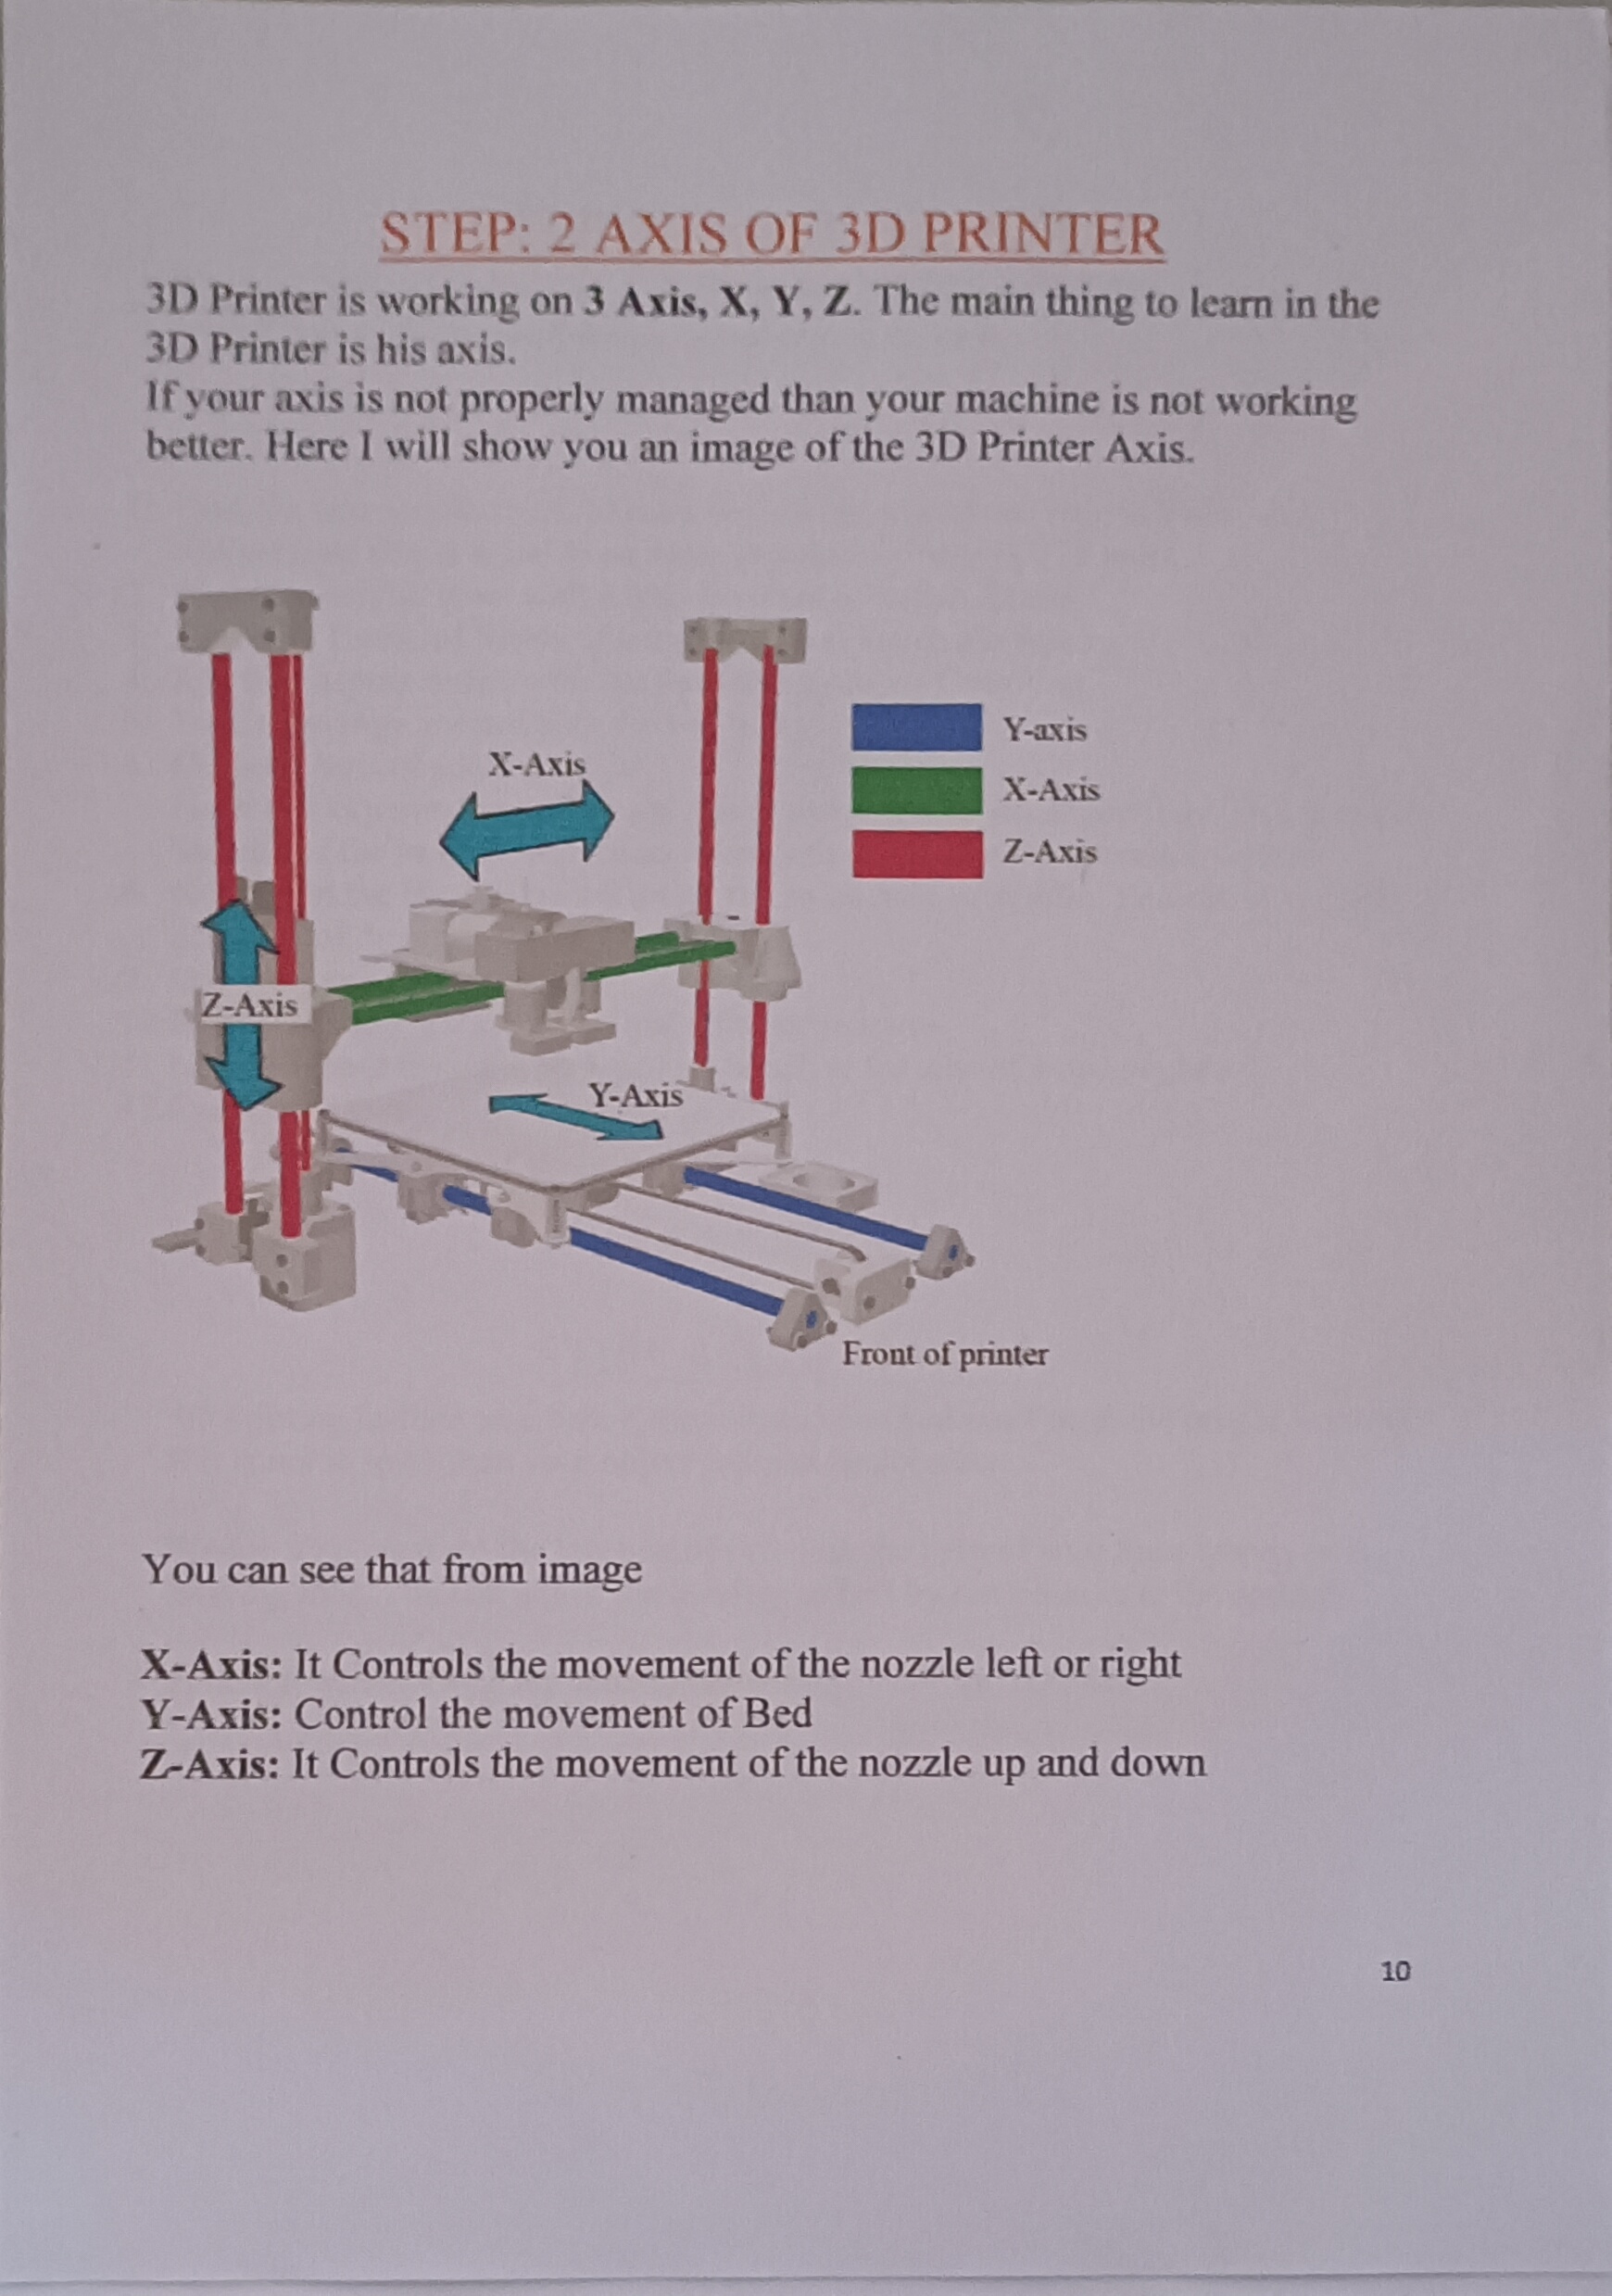 STEP: 2 AXIS OF 3D PRINTER
3D Printer is working on 3 Axis, X, Y, Z. The main thing to learn in the
3D Printer is his axis.
If your axis is not properly managed than your machine is not working
better. Here I will show you an image of the 3D Printer Axis.
Y-axis
X-Axis
X-Axis
Z-Axis
Z-Axis
Y-Axis
Front of printer
You can see that from image
X-Axis: It Controls the movement of the nozzle left or right
Y-Axis: Control the movement of Bed
Z-Axis: It Controls the movement of the nozzle up and down
10